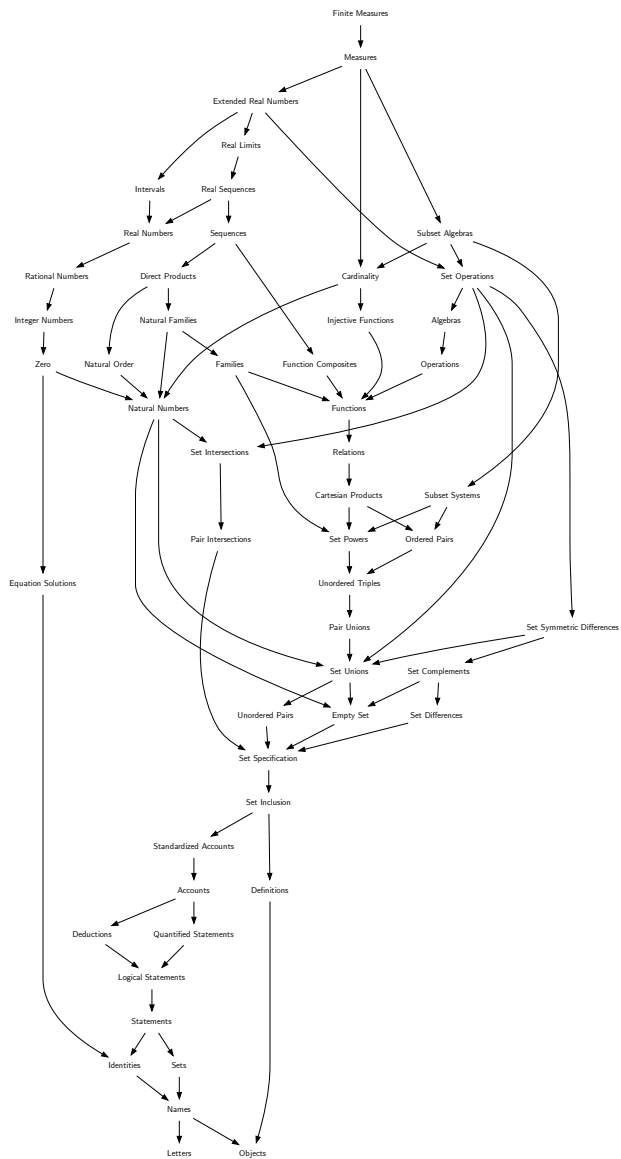 Finite Measures
Measures
Extended Real Numbers
Real Limits
Intervals
Real Sequences
Real Numbers
Sequences
Subset Algebras
Rational Numbers
Direct Products
Cardinality
Set Operations
Integer Numbers
Natural Families
Injective Functions
Algebras
Zero
Natural Order
Families
Function Composites
Operations
Natural Numbers
Functions
Set Intersections
Relations
Cartesian Products
Subset Systems
Pair Intersections
Set Powers
Ordered Pairs
Equation Solutions
Unordered Triples
Pair Unions
Set Symmetric Differences
Set Unions
Set Complements
Unordered Pairs
Empty Set
Set Differences
Set Specification
Set Inclusion
Standardized Accounts
Accounts
Definitions
Deductions
Quantified Statements
Logical Statements
Statements
Identities
Sets
Names
Letters
Objects